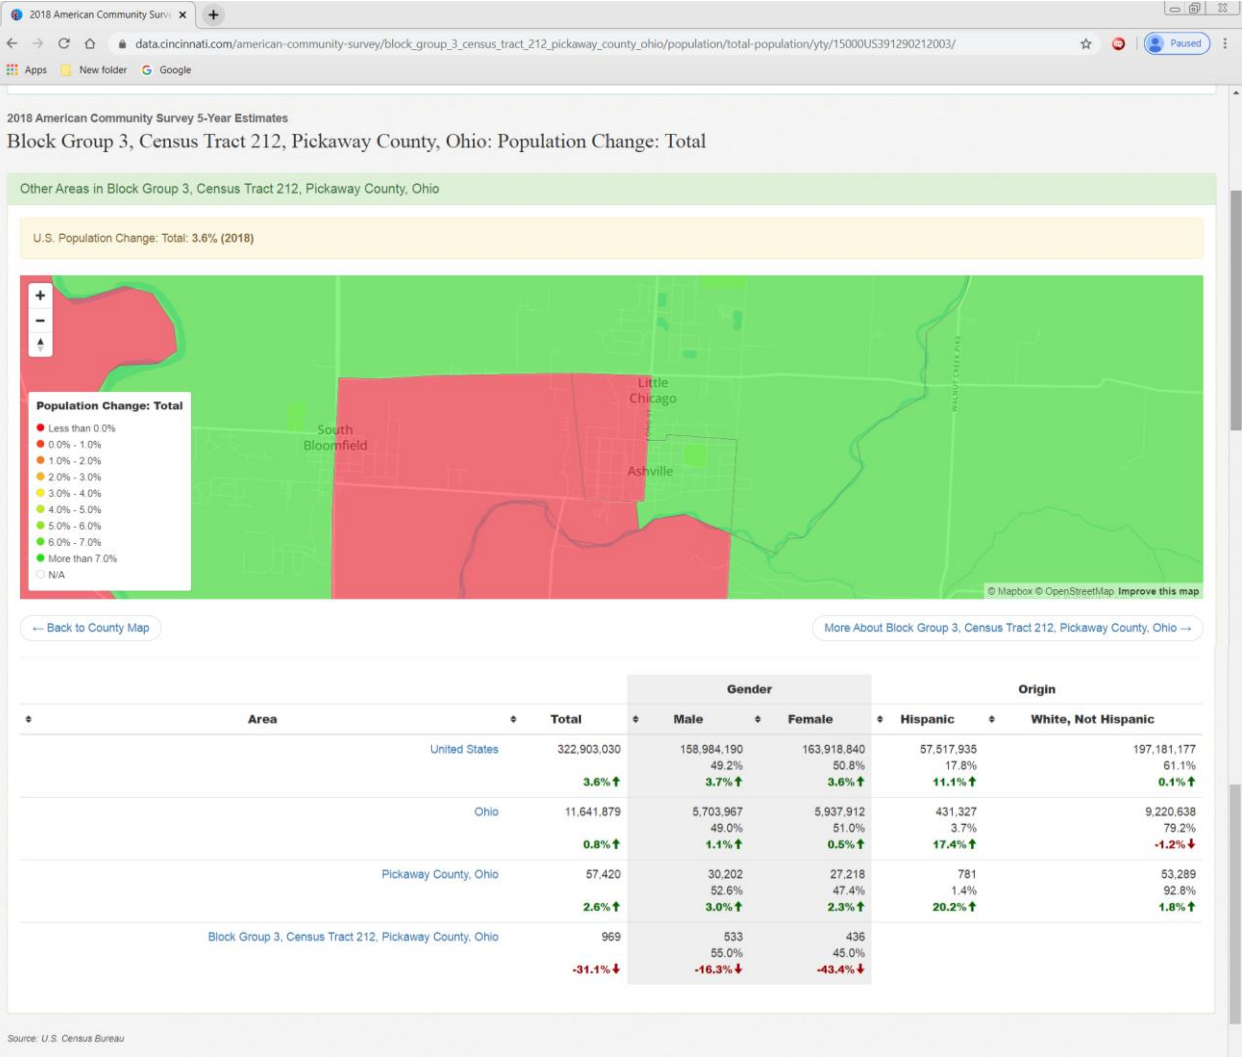 2018 American Community Surv
data.cincinnati.com/american-community-survey/block_group_3_census_tract_212_pickaway_county_ohio/population/total-population/yty/15000US391290212003/
Paused
Apps New folder G Google
2018 American Community Survey 5-Year Estimates
Block Group 3, Census Tract 212, Pickaway County, Ohio: Population Change: Total
Other Areas in Block Group 3, Census Tract 212, Pickaway County, Ohio
U.S. Population Change: Total: 3.6% (2018)
+
−
WALNUT CREEK PIKE
Little
Chicago
LONG ST
South
Bloomfield
Ashville
Population Change: Total
Less than 0.0%
0.0% - 1.0%
1.0% - 2.0%
2.0% - 3.0%
3.0% - 4.0%
4.0% - 5.0%
5.0% - 6.0%
6.0% - 7.0%
More than 7.0%
N/A
© Mapbox © OpenStreetMap Improve this map
← Back to County Map
More About Block Group 3, Census Tract 212, Pickaway County, Ohio →
Gender Origin
Area Total Male Female Hispanic White, Not Hispanic
United States 322,903,030 158,984,190 163,918,840 57,517,935 197,181,177
49.2% 50.8% 17.8% 61.1%
3.6%↑ 3.7%↑ 3.6%↑ 11.1%↑ 0.1%↑
Ohio 11,641,879 5,703,967 5,937,912 431,327 9,220,638
49.0% 51.0% 3.7% 79.2%
0.8%↑ 1.1%↑ 0.5%↑ 17.4%↑ -1.2%↓
Pickaway County, Ohio 57,420 30,202 27,218 781 53,289
52.6% 47.4% 1.4% 92.8%
2.6%↑ 3.0%↑ 2.3%↑ 20.2%↑ 1.8%↑
Block Group 3, Census Tract 212, Pickaway County, Ohio 969 533 436
55.0% 45.0%
-31.1%↓ -16.3%↓ -43.4%↓
Source: U.S. Census Bureau